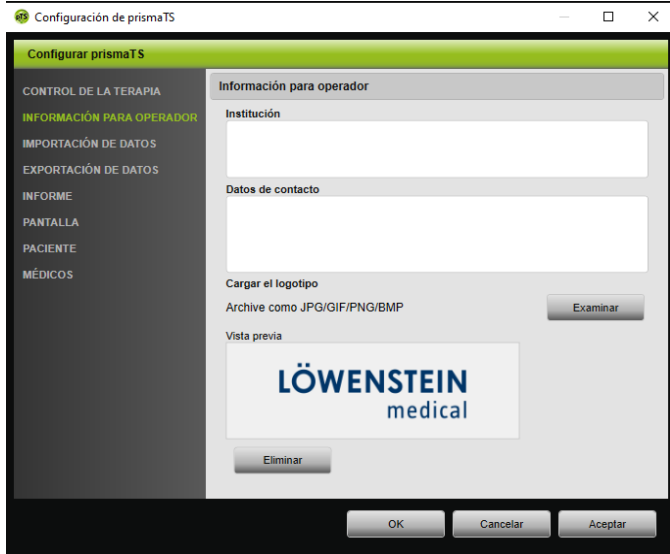 pTS Configuración de prismaTS
Configurar prismaTS
CONTROL DE LA TERAPIA
INFORMACIÓN PARA OPERADOR
IMPORTACIÓN DE DATOS
EXPORTACIÓN DE DATOS
INFORME
PANTALLA
PACIENTE
MÉDICOS
Información para operador
Institución
Datos de contacto
Cargar el logotipo
Archive como JPG/GIF/PNG/BMP
Examinar
Vista previa
LÖWENSTEIN
medical
Eliminar
OK
Cancelar
Aceptar